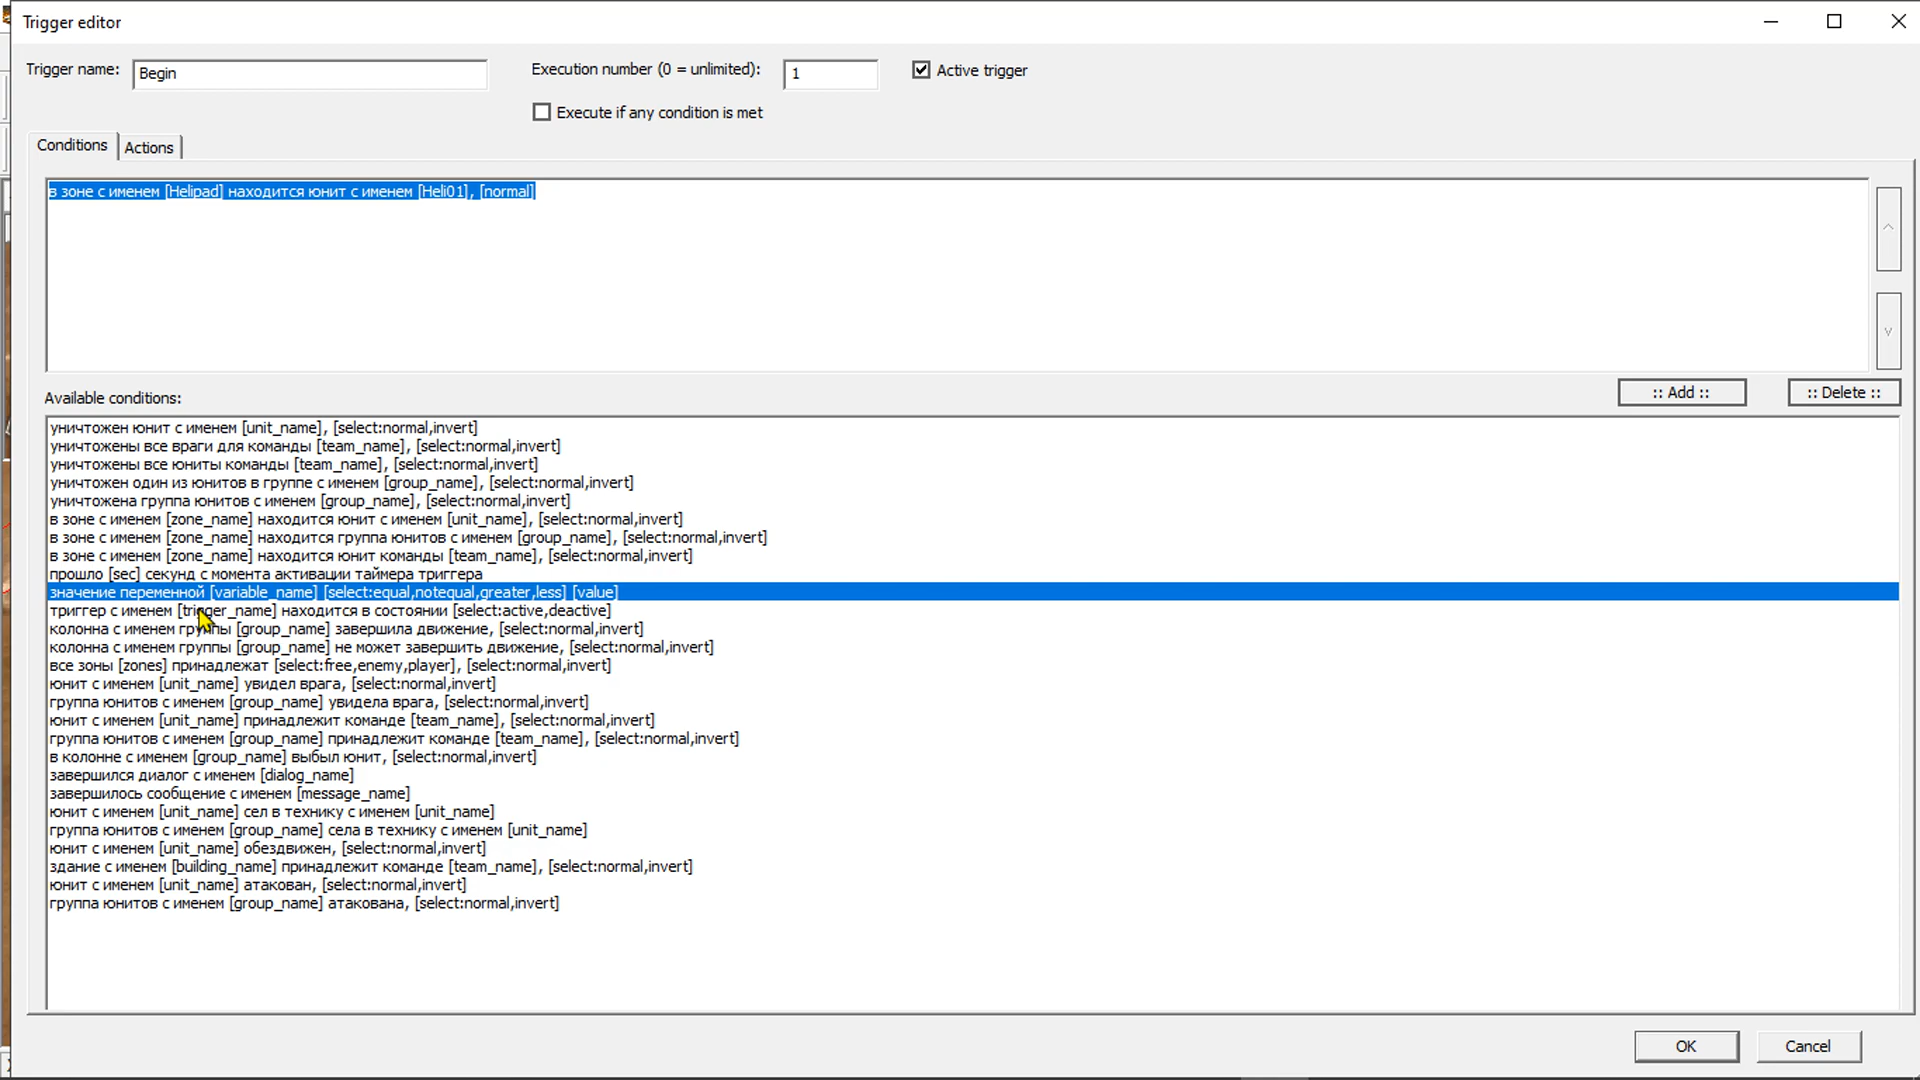 Trigger editor
Trigger name: Begin Execution number (0 = unlimited): 1 Active trigger
Execute if any condition is met
Conditions Actions
в зоне с именем [Helipad] находится юнит с именем [Heli01], [normal]
Available conditions: :: Add :: :: Delete ::
уничтожен юнит с именем [unit_name], [select:normal,invert]
уничтожены все враги для команды [team_name], [select:normal,invert]
уничтожены все юниты команды [team_name], [select:normal,invert]
уничтожен один из юнитов в группе с именем [group_name], [select:normal,invert]
уничтожена группа юнитов с именем [group_name], [select:normal,invert]
в зоне с именем [zone_name] находится юнит с именем [unit_name], [select:normal,invert]
в зоне с именем [zone_name] находится группа юнитов с именем [group_name], [select:normal,invert]
в зоне с именем [zone_name] находится юнит команды [team_name], [select:normal,invert]
прошло [sec] секунд с момента активации таймера триггера
значение переменной [variable_name] [select:equal,notequal,greater,less] [value]
триггер с именем [trigger_name] находится в состоянии [select:active,deactive]
колонна с именем группы [group_name] завершила движение, [select:normal,invert]
колонна с именем группы [group_name] не может завершить движение, [select:normal,invert]
все зоны [zones] принадлежат [select:free,enemy,player], [select:normal,invert]
юнит с именем [unit_name] увидел врага, [select:normal,invert]
группа юнитов с именем [group_name] увидела врага, [select:normal,invert]
юнит с именем [unit_name] принадлежит команде [team_name], [select:normal,invert]
группа юнитов с именем [group_name] принадлежит команде [team_name], [select:normal,invert]
в колонне с именем [group_name] выбыл юнит, [select:normal,invert]
завершился диалог с именем [dialog_name]
завершилось сообщение с именем [message_name]
юнит с именем [unit_name] сел в технику с именем [unit_name]
группа юнитов с именем [group_name] села в технику с именем [unit_name]
юнит с именем [unit_name] обездвижен, [select:normal,invert]
здание с именем [building_name] принадлежит команде [team_name], [select:normal,invert]
юнит с именем [unit_name] атакован, [select:normal,invert]
группа юнитов с именем [group_name] атакована, [select:normal,invert]
OK Cancel